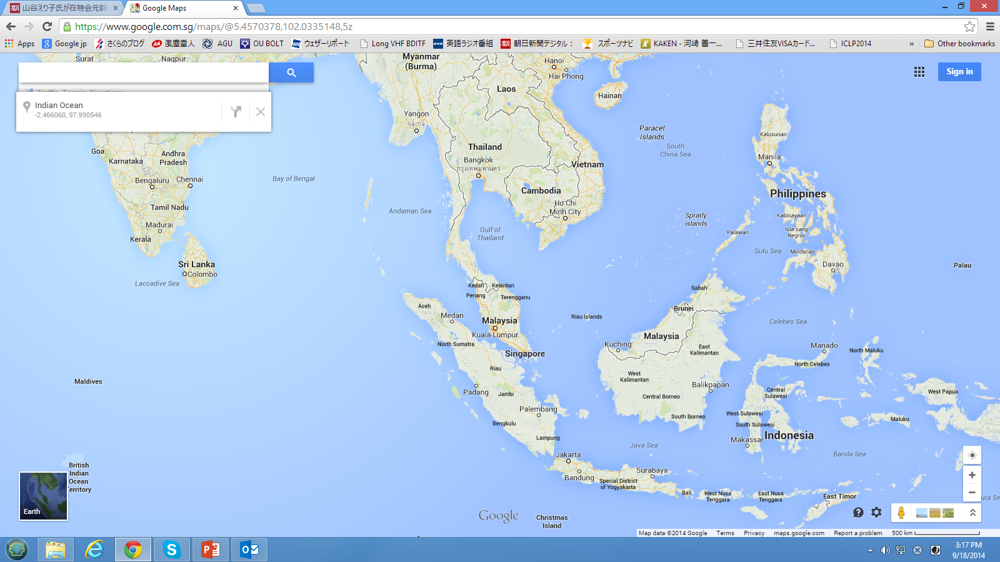 山谷えり子氏が在特会元幹
Google Maps
https://www.google.com.sg/maps/@5.4570378,102.0335148,5z
Apps
Google jp
さくらのブログ
風塵雷人
AGU
OU BOLT
ウェザーリポート
Long VHF BDITF
NHK
英語ラジオ番組
朝日新聞デジタル：
スポーツナビ
KAKEN - 河崎 善一...
三井住友VISAカード...
ICLP2014
»
Other bookmarks
Surat
Nagpur
Myanmar
(Burma)
Hanoi
Hai Phong
Sign in
Traffic, Terrain, Directions
Laos
Hainan
Indian Ocean
-2.466060, 97.990546
Yangon
ရန်ကုန်
Paracel
Islands
Kalusunan
Goa
Karnataka
Andhra
Pradesh
Thailand
Bangkok
กรุงเทพมหานคร
South
China Sea
Vietnam
Manila
Bengaluru
Chennai
Bay of Bengal
Cambodia
Philippines
Tamil Nadu
Andaman Sea
Ho Chi
Minh City
Spratly
Islands
Kabisayaan
Madurai
Kerala
Gulf of
Thailand
Palawan
Isla sang
Negros
Sulu Sea
Mindanao
Sri Lanka
Colombo
Davao
Palau
Laccadive Sea
Kedah
Kelantan
Penang
Terengganu
Sabah
Aceh
Medan
Malaysia
Kuala Lumpur
Riau Islands
Brunei
Celebes Sea
North Sumatra
Singapore
Kuching
Malaysia
East
Kalimantan
Manado
North Maluku
Riau
West
Kalimantan
North Celebes
Maldives
Padang
Jambi
Central Borneo
Balikpapan
Central
Sulawesi
West Papua
Palembang
Bengkulu
South Borneo
West Sulawesi
South Sulawesi
Maluku
Lampung
Makassar
Indonesia
Java Sea
Banda Sea
Jakarta
Bandung
Surabaya
British
Indian
Ocean
Territory
Special District
of Yogyakarta
Bali
West Nusa
Tenggara
East Nusa
Tenggara
East Timor
ura Se
Earth
Google
Christmas
Island
Map data ©2014 Google
Terms
Privacy
maps.google.com
Report a problem
500 km
3:17 PM
9/18/2014